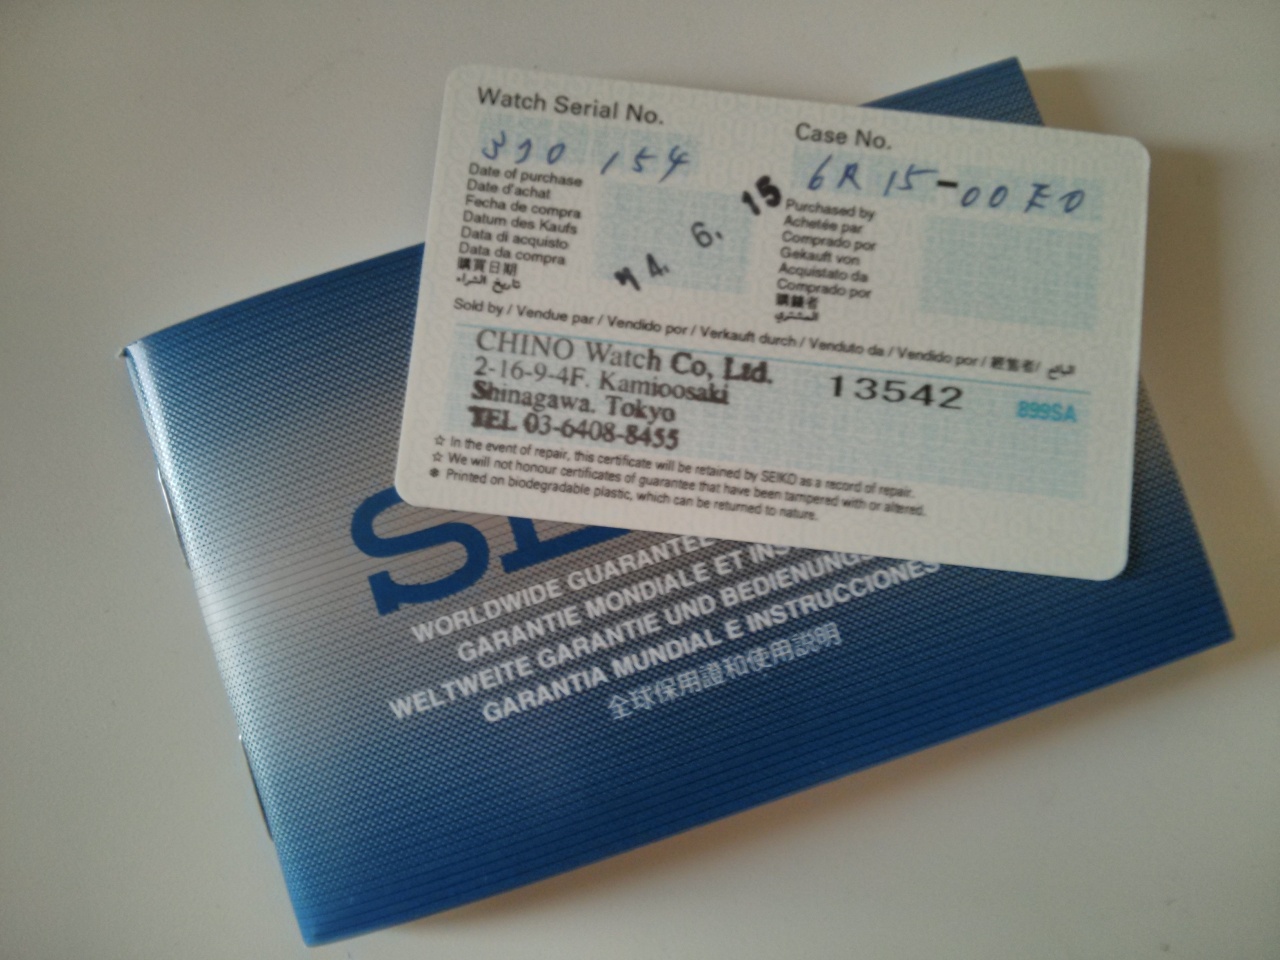 Watch Serial No.
390 154
Case No.
6R15-00E0
Date of purchase
Date d'achat
Fecha de compra
Datum des Kaufs
Data di acquisto
Data da compra
購買日期
تاريخ الشراء
14. 6. 15
Purchased by
Achetée par
Comprado por
Gekauft von
Acquistato da
Comprado por
購錶者
المشتري
Sold by / Vendue par / Vendido por / Verkauft durch / Venduto da / Vendido por / 經售者/ البائع
CHINO Watch Co, Ltd.
2-16-9-4F. Kamioosaki
Shinagawa. Tokyo
TEL 03-6408-8455
13542
899SA
☆ In the event of repair, this certificate will be retained by SEIKO as a record of repair.
☆ We will not honour certificates of guarantee that have been tampered with or altered.
✽ Printed on biodegradable plastic, which can be returned to nature.
WORLDWIDE GUARANTEE
GARANTIE MONDIALE ET INS
WELTWEITE GARANTIE UND BEDIENUNGS
GARANTIA MUNDIAL E INSTRUCCIONES
全球保用證和使用説明